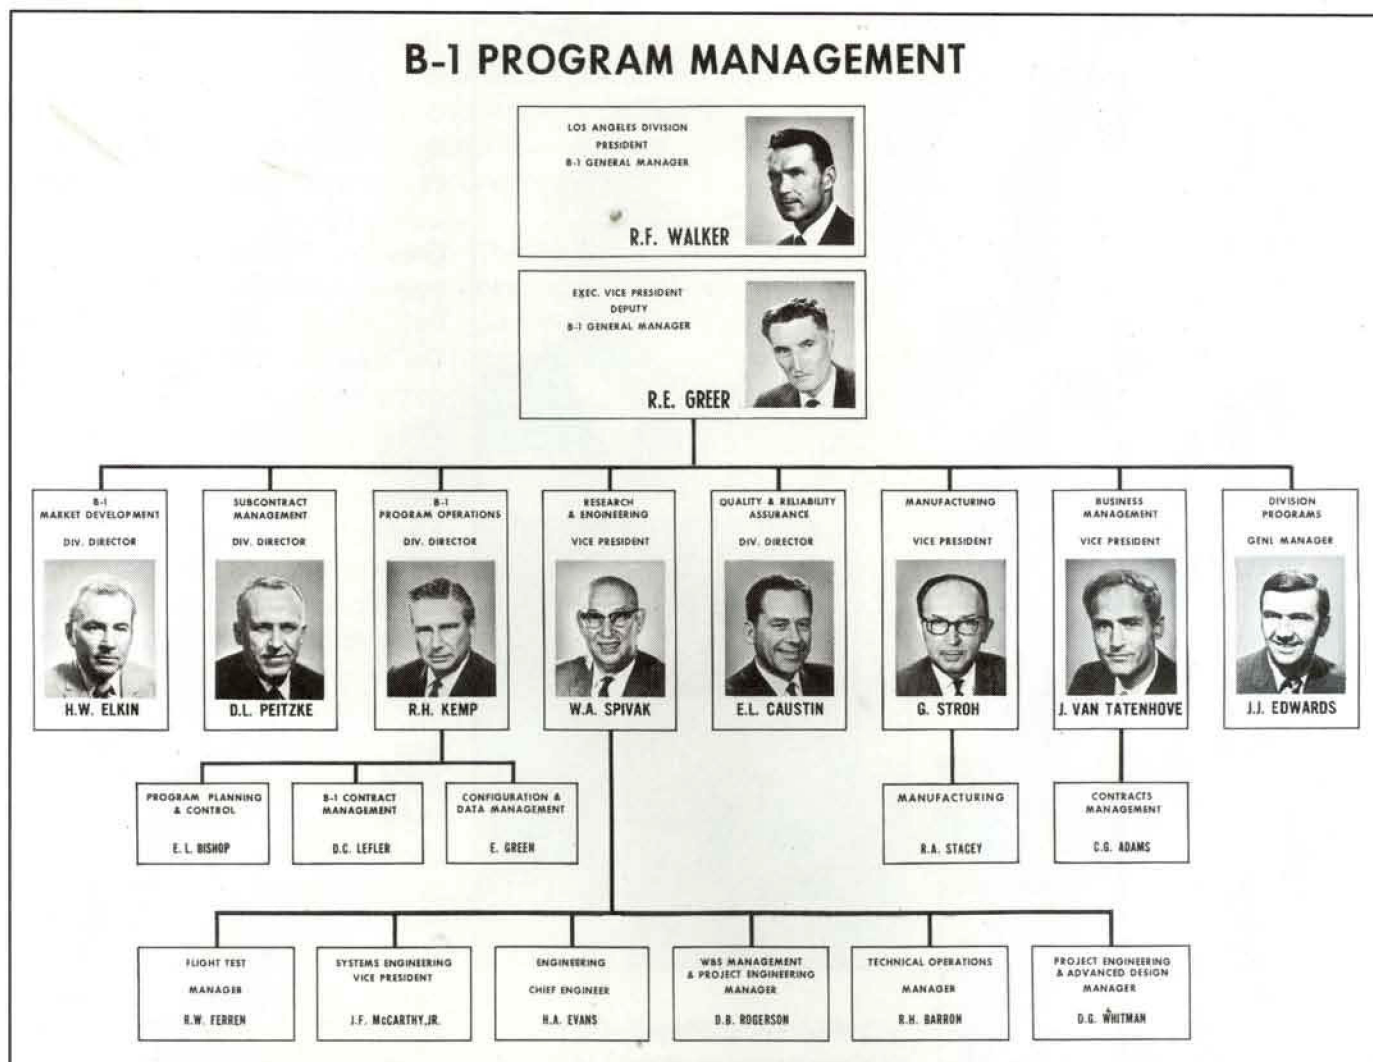 B-1 PROGRAM MANAGEMENT
LOS ANGELES DIVISION
PRESIDENT
B-1 GENERAL MANAGER
R.F. WALKER
EXEC. VICE PRESIDENT
DEPUTY
B-1 GENERAL MANAGER
R.E. GREER
B-1
MARKET DEVELOPMENT
DIV. DIRECTOR
H.W. ELKIN
SUBCONTRACT
MANAGEMENT
DIV. DIRECTOR
D.L. PEITZKE
B-1
PROGRAM OPERATIONS
DIV. DIRECTOR
R.H. KEMP
RESEARCH
& ENGINEERING
VICE PRESIDENT
W.A. SPIVAK
QUALITY & RELIABILITY
ASSURANCE
DIV. DIRECTOR
E.L. CAUSTIN
MANUFACTURING
VICE PRESIDENT
G. STROH
BUSINESS
MANAGEMENT
VICE PRESIDENT
J. VAN TATENHOVE
DIVISION
PROGRAMS
GENL MANAGER
J.J. EDWARDS
PROGRAM PLANNING
& CONTROL
E. L. BISHOP
B-1 CONTRACT
MANAGEMENT
D.C. LEFLER
CONFIGURATION &
DATA MANAGEMENT
E. GREEN
MANUFACTURING
R.A. STACEY
CONTRACTS
MANAGEMENT
C.G. ADAMS
FLIGHT TEST
MANAGER
R.W. FERREN
SYSTEMS ENGINEERING
VICE PRESIDENT
J.F. McCARTHY, JR.
ENGINEERING
CHIEF ENGINEER
H.A. EVANS
WBS MANAGEMENT
& PROJECT ENGINEERING
MANAGER
D.B. ROGERSON
TECHNICAL OPERATIONS
MANAGER
R.H. BARRON
PROJECT ENGINEERING
& ADVANCED DESIGN
MANAGER
D.G. WHITMAN